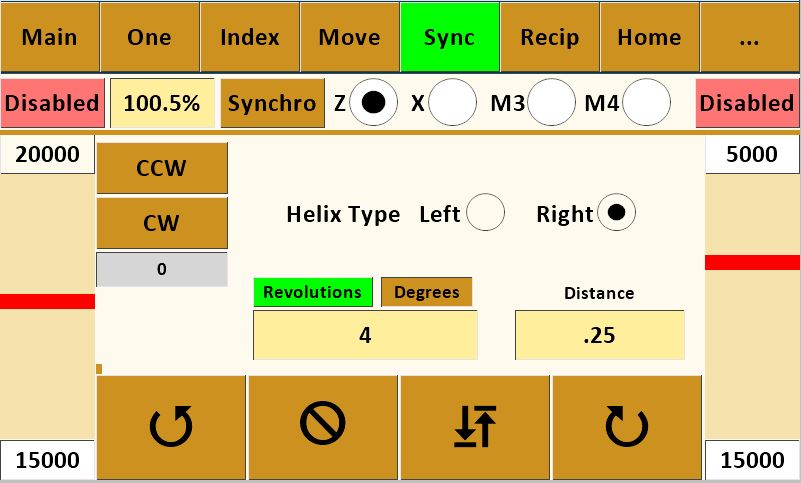 Main One Index Move Sync Recip Home ...
Disabled 100.5% Synchro Z X M3 M4 Disabled
20000 CCW 5000
Helix Type Left Right
CW
0
Revolutions Degrees Distance
4 .25
15000 15000